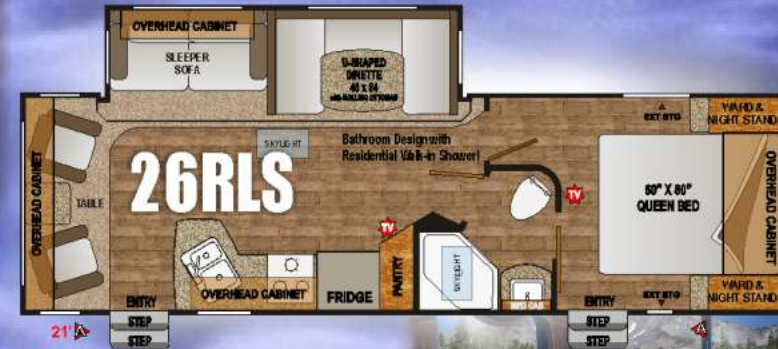 OVERHEAD CABINET
SLEEPER
SOFA
U-SHAPED
DINETTE
TABLE
OVERHEAD CABINET
26RLS
SKYLIGHT
Bathroom Design with
Residential Walk-in Shower!
TV
TV
EXT STG
WARD &
NIGHT STAND
60" X 80"
QUEEN BED
OVERHEAD CABINET
WARD &
NIGHT STAND
EXT STG
OVERHEAD CABINET
FRIDGE
PANTRY
SKYLIGHT
ENTRY
STEP
STEP
ENTRY
STEP
STEP
21'